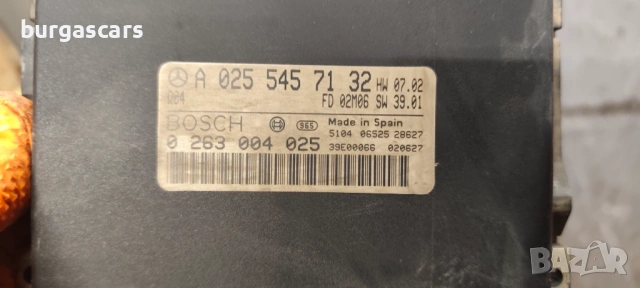 burgascars
A 025 545 71 32 HW 07.02
FD 02M06 SW 39.01
BOSCH 965 Made in Spain
5104 06525 28627
0 263 004 025 39E00066 020627
BAZAR